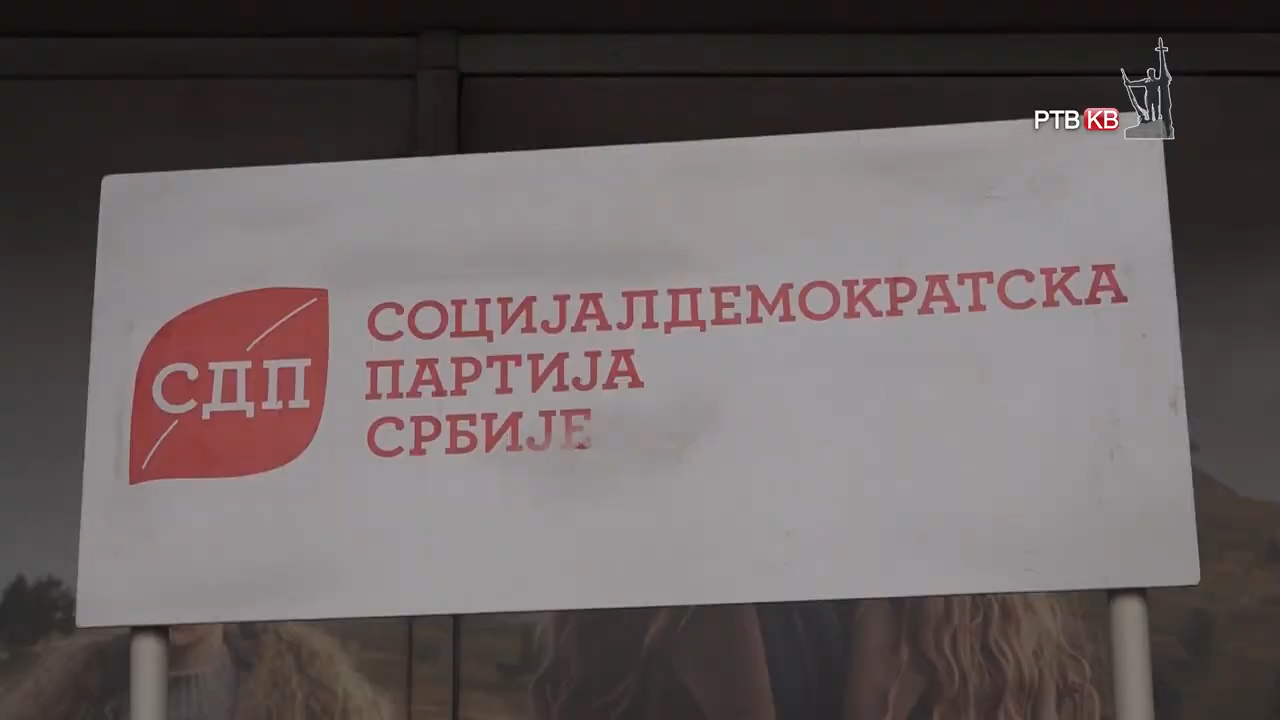 РТВ КВ
СДП
СОЦИЈАЛДЕМОКРАТСКА
ПАРТИЈА
СРБИЈЕ